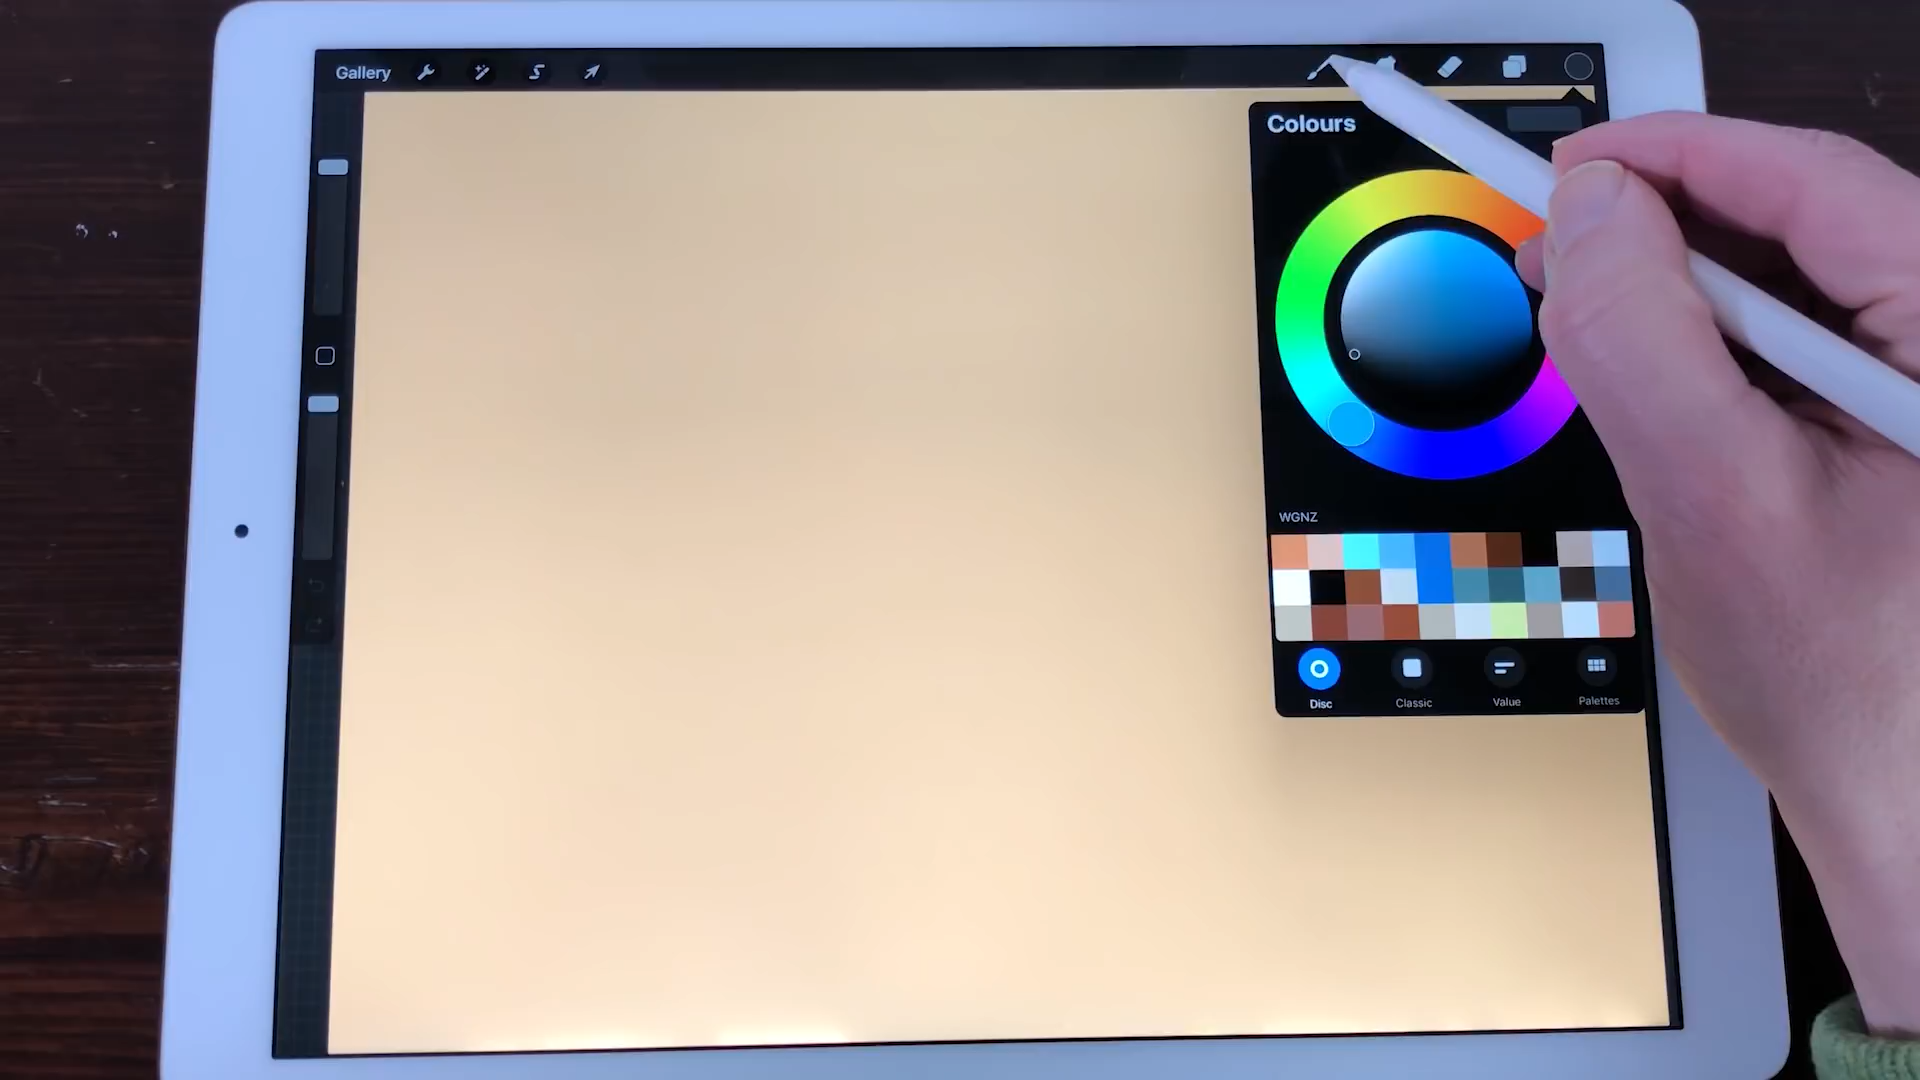 Gallery
Colours
WGNZ
Disc
Classic
Value
Palettes